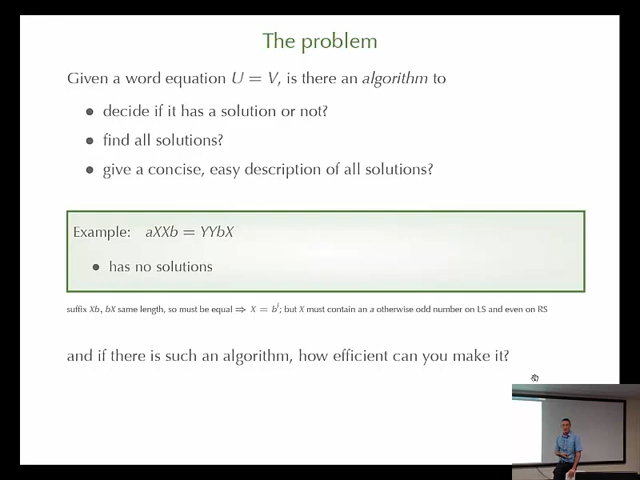 The problem
Given a word equation U = V, is there an algorithm to
• decide if it has a solution or not?
• find all solutions?
• give a concise, easy description of all solutions?
Example: aXXb = YYbX
• has no solutions
suffix Xb, bX same length, so must be equal ⇒ X = bⁱ; but X must contain an a otherwise odd number on LS and even on RS
and if there is such an algorithm, how efficient can you make it?